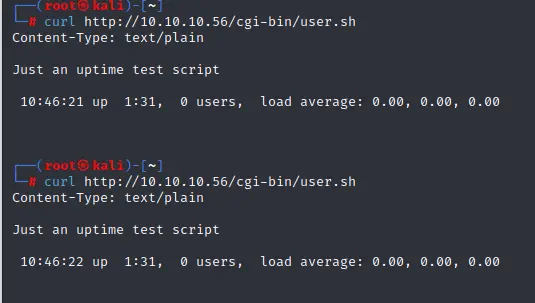 ┌──(root㉿kali)-[~]
└─# curl http://10.10.10.56/cgi-bin/user.sh
Content-Type: text/plain
Just an uptime test script
10:46:21 up  1:31,  0 users,  load average: 0.00, 0.00, 0.00
┌──(root㉿kali)-[~]
└─# curl http://10.10.10.56/cgi-bin/user.sh
Content-Type: text/plain
Just an uptime test script
10:46:22 up  1:31,  0 users,  load average: 0.00, 0.00, 0.00